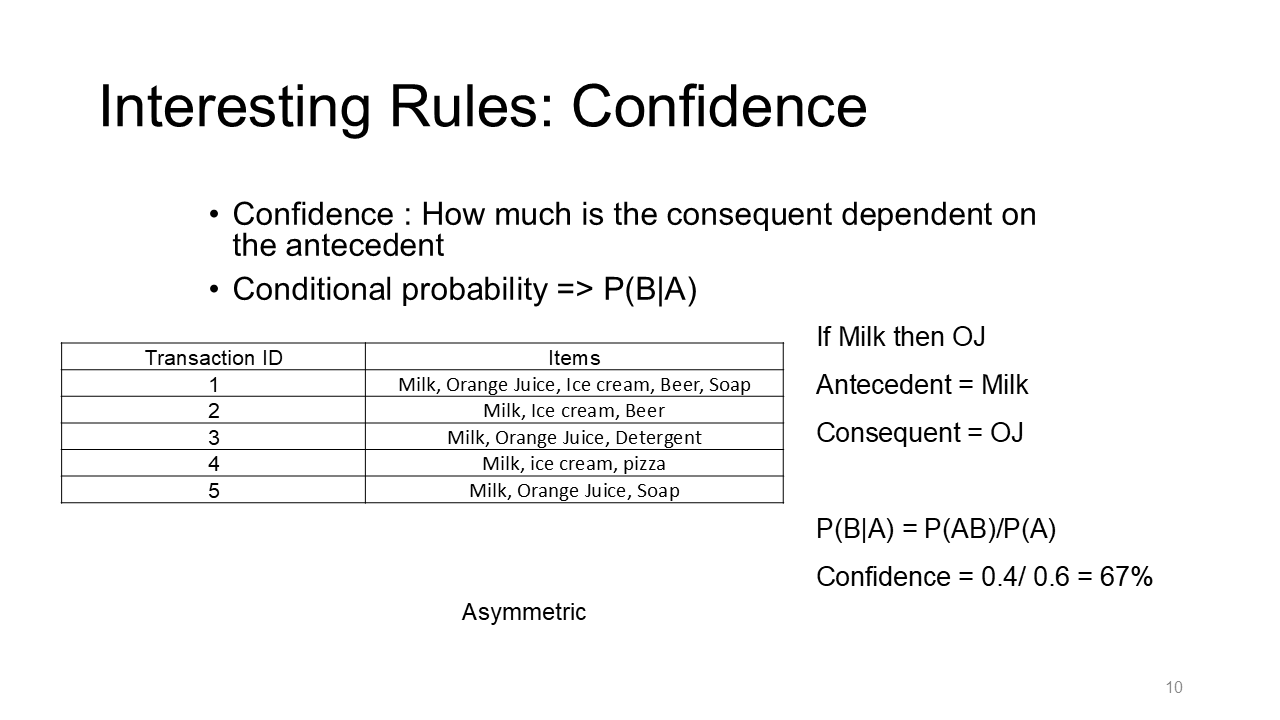 Interesting Rules: Confidence
• Confidence : How much is the consequent dependent on
the antecedent
• Conditional probability => P(B|A)
Transaction ID Items
1 Milk, Orange Juice, Ice cream, Beer, Soap
2 Milk, Ice cream, Beer
3 Milk, Orange Juice, Detergent
4 Milk, ice cream, pizza
5 Milk, Orange Juice, Soap
If Milk then OJ
Antecedent = Milk
Consequent = OJ
P(B|A) = P(AB)/P(A)
Confidence = 0.4/ 0.6 = 67%
Asymmetric
10